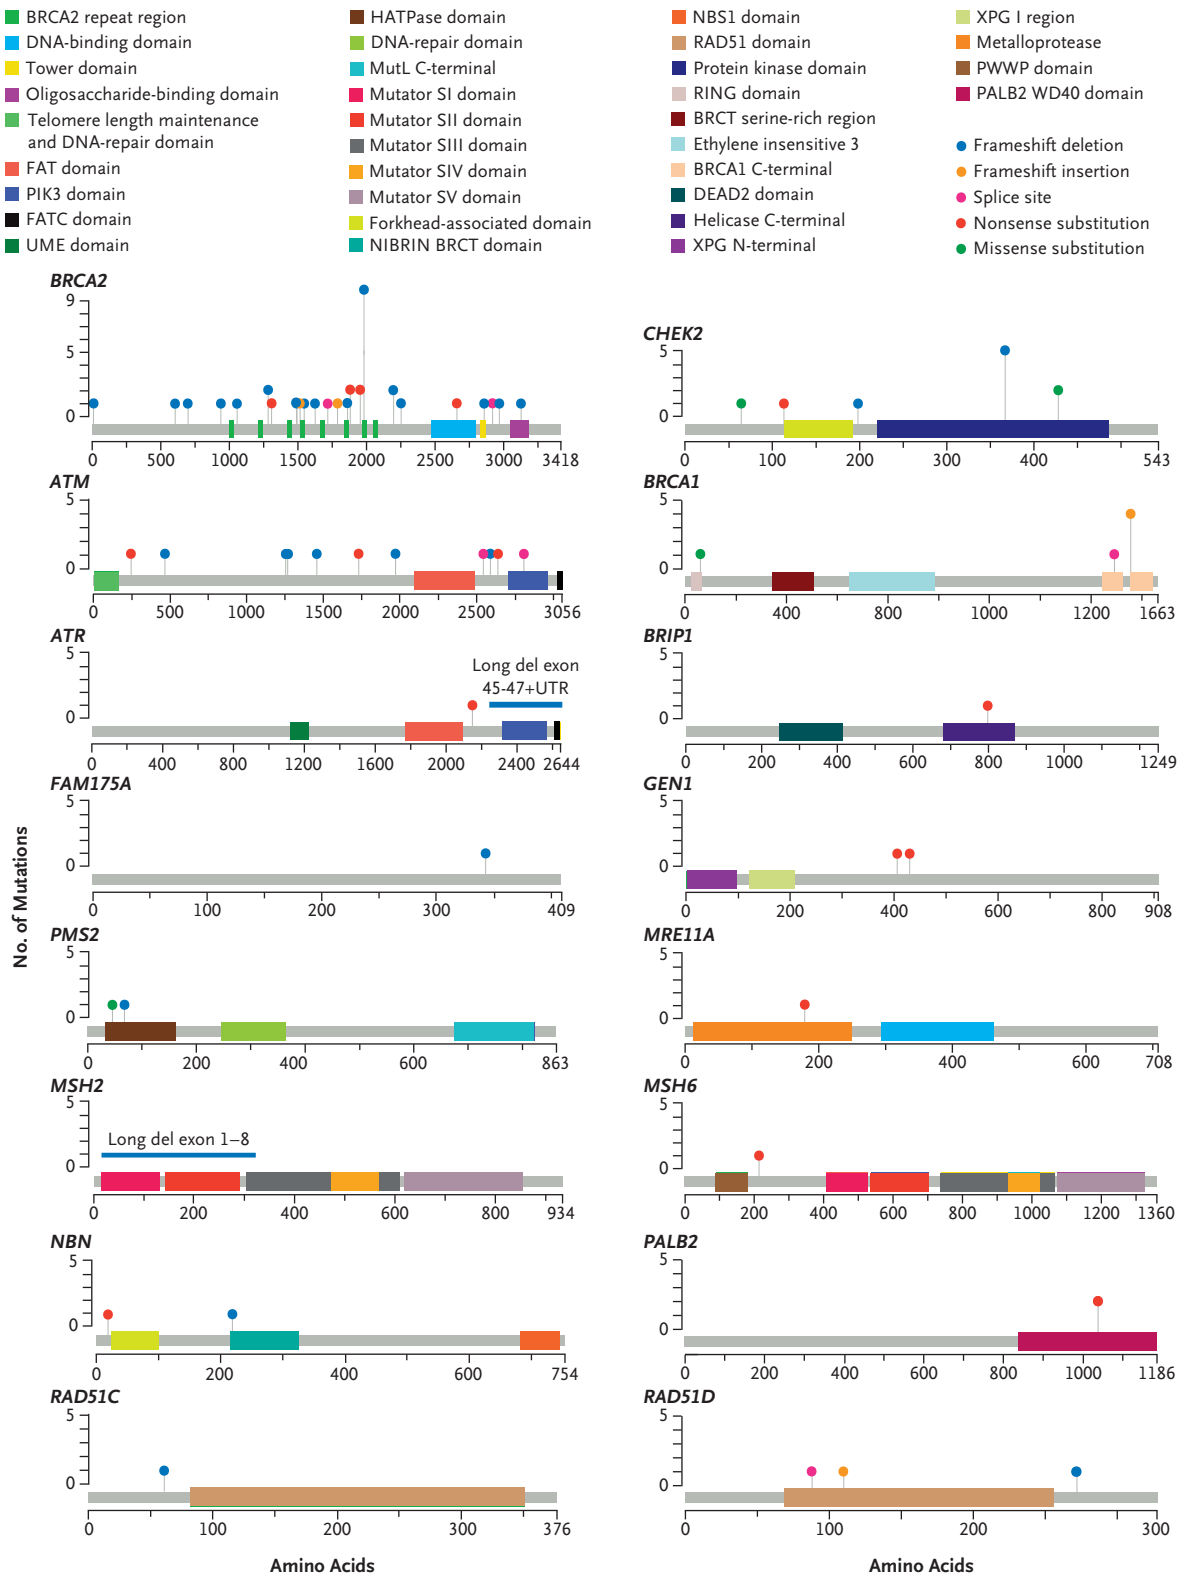 BRCA2 repeat region
DNA-binding domain
Tower domain
Oligosaccharide-binding domain
Telomere length maintenance
and DNA-repair domain
FAT domain
PIK3 domain
FATC domain
UME domain
HATPase domain
DNA-repair domain
MutL C-terminal
Mutator SI domain
Mutator SII domain
Mutator SIII domain
Mutator SIV domain
Mutator SV domain
Forkhead-associated domain
NIBRIN BRCT domain
NBS1 domain
RAD51 domain
Protein kinase domain
RING domain
BRCT serine-rich region
Ethylene insensitive 3
BRCA1 C-terminal
DEAD2 domain
Helicase C-terminal
XPG N-terminal
XPG I region
Metalloprotease
PWWP domain
PALB2 WD40 domain
Frameshift deletion
Frameshift insertion
Splice site
Nonsense substitution
Missense substitution
No. of Mutations
BRCA2
9
5
0
0 500 1000 1500 2000 2500 3000 3418
CHEK2
5
0
0 100 200 300 400 543
ATM
5
0
0 500 1000 1500 2000 2500 3056
BRCA1
5
0
0 400 800 1000 1200 1663
ATR
5
0
Long del exon
45-47+UTR
0 400 800 1200 1600 2000 2400 2644
BRIP1
5
0
0 200 400 600 800 1000 1249
FAM175A
5
0
0 100 200 300 409
GEN1
5
0
0 200 400 600 800 908
PMS2
5
0
0 200 400 600 863
MRE11A
5
0
0 200 400 600 708
MSH2
5
0
Long del exon 1–8
0 200 400 600 800 934
MSH6
5
0
0 200 400 600 800 1000 1200 1360
NBN
5
0
0 200 400 600 754
PALB2
5
0
0 200 400 600 800 1000 1186
RAD51C
5
0
0 100 200 300 376
RAD51D
5
0
0 100 200 300
Amino Acids
Amino Acids